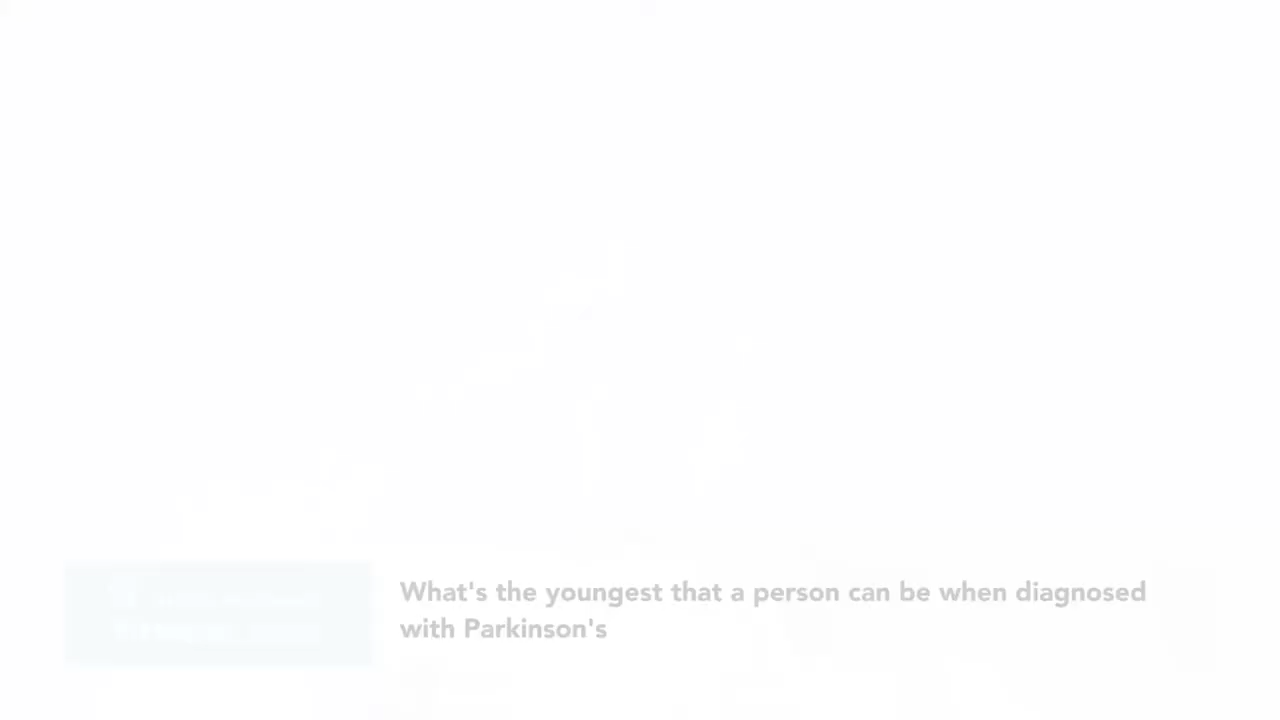 What's the youngest that a person can be when diagnosed
with Parkinson's